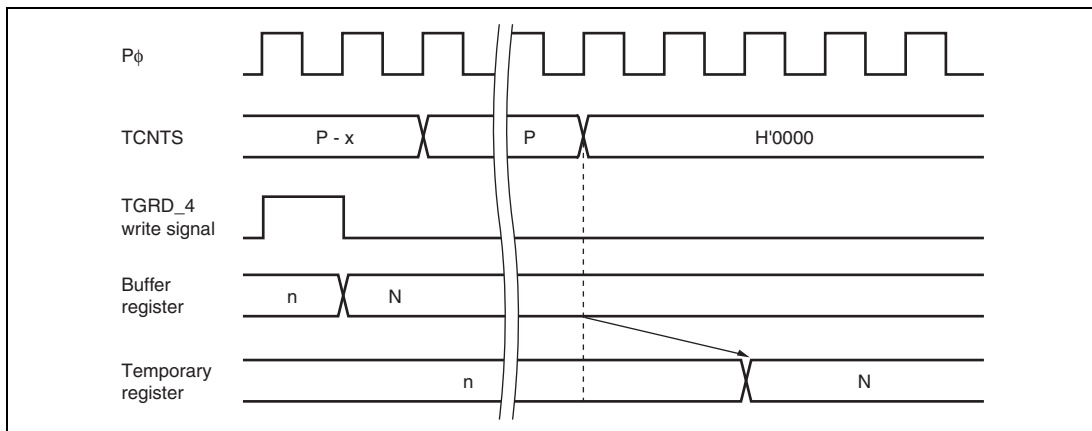 Pϕ
TCNTS
P - x
P
H'0000
TGRD_4
write signal
Buffer
register
n
N
Temporary
register
n
N